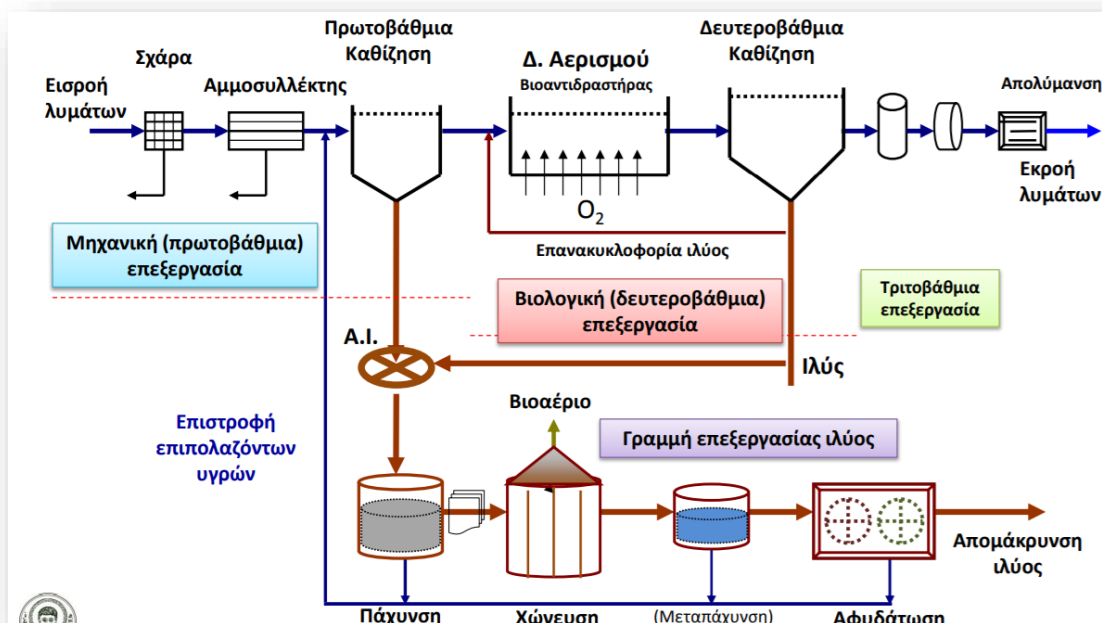 Πρωτοβάθμια
Καθίζηση
Δευτεροβάθμια
Καθίζηση
Σχάρα
Δ. Αερισμού
Βιοαντιδραστήρας
Εισροή
λυμάτων
Αμμοσυλλέκτης
Απολύμανση
Εκροή
λυμάτων
O2
Επανακυκλοφορία ιλύος
Μηχανική (πρωτοβάθμια)
επεξεργασία
Βιολογική (δευτεροβάθμια)
επεξεργασία
Τριτοβάθμια
επεξεργασία
Α.Ι.
Ιλύς
Επιστροφή
επιπολαζόντων
υγρών
Βιοαέριο
Γραμμή επεξεργασίας ιλύος
Απομάκρυνση
ιλύος
Πάχυνση
Χώνευση
(Μεταπάχυνση)
Αφυδάτωση